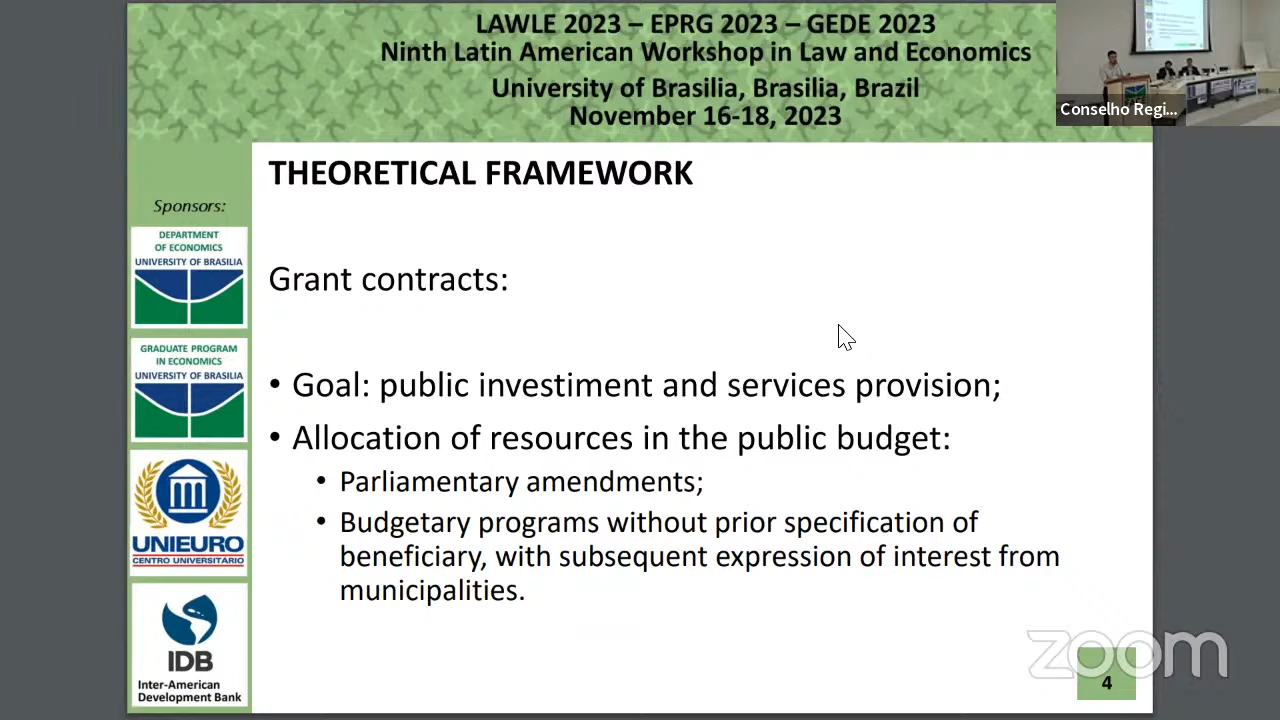 LAWLE 2023 – EPRG 2023 – GEDE 2023
Ninth Latin American Workshop in Law and Economics
University of Brasilia, Brasilia, Brazil
November 16-18, 2023
Conselho Regi...
THEORETICAL FRAMEWORK
Sponsors:
DEPARTMENT
OF ECONOMICS
UNIVERSITY OF BRASILIA
GRADUATE PROGRAM
IN ECONOMICS
UNIVERSITY OF BRASILIA
UNIEURO
CENTRO UNIVERSITÁRIO
IDB
Inter-American
Development Bank
Grant contracts:
• Goal: public investiment and services provision;
• Allocation of resources in the public budget:
• Parliamentary amendments;
• Budgetary programs without prior specification of
beneficiary, with subsequent expression of interest from
municipalities.
zoom
4